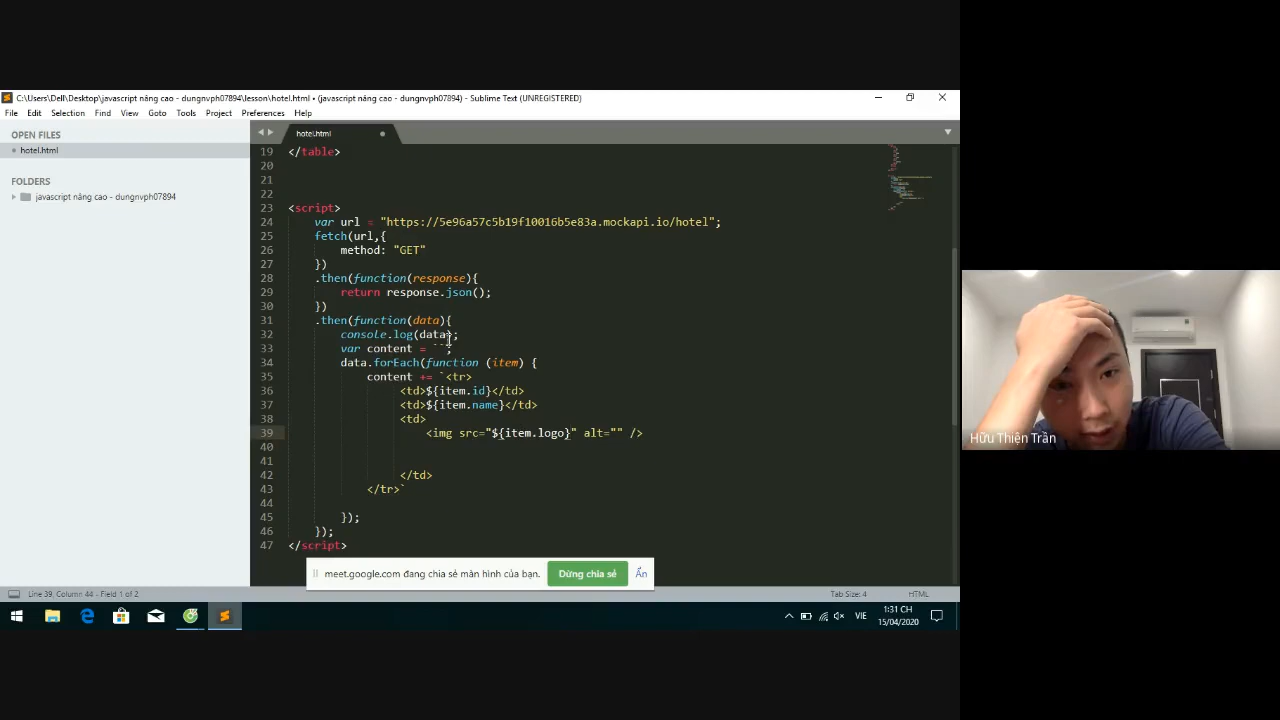 C:\Users\Dell\Desktop\javascript nâng cao - dungnvph07894\lesson\hotel.html • (javascript nâng cao - dungnvph07894) - Sublime Text (UNREGISTERED)
File Edit Selection Find View Goto Tools Project Preferences Help
OPEN FILES
hotel.html
FOLDERS
javascript nâng cao - dungnvph07894
hotel.html
19 </table>
20
21
22
23 <script>
24 var url = "https://5e96a57c5b19f10016b5e83a.mockapi.io/hotel";
25 fetch(url,{
26 method: "GET"
27 })
28 .then(function(response){
29 return response.json();
30 })
31 .then(function(data){
32 console.log(data);
33 var content = ``;
34 data.forEach(function (item) {
35 content += `<tr>
36 <td>${item.id}</td>
37 <td>${item.name}</td>
38 <td>
39 <img src="${item.logo}" alt="" />
40
41
42 </td>
43 </tr>`
44
45 });
46 });
47 </script>
meet.google.com đang chia sẻ màn hình của bạn. Dừng chia sẻ Ẩn
Line 39, Column 44 - Field 1 of 2 Tab Size: 4 HTML
VIE
1:31 CH
15/04/2020
Hữu Thiện Trần